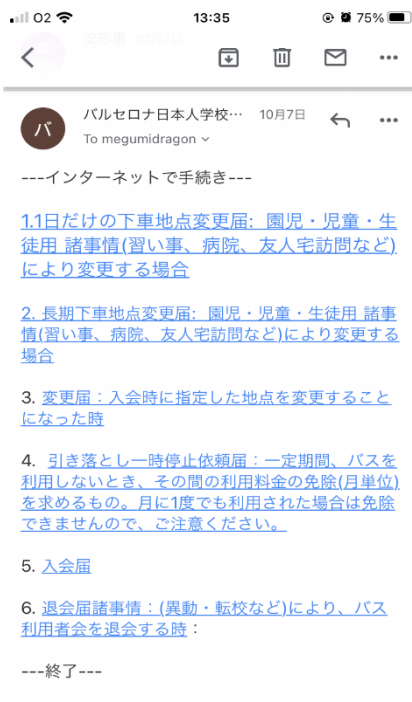 O2
13:35
75%
バルセロナ日本人学校… 10月7日
To megumidragon
バ
---インターネットで手続き---
1.1日だけの下車地点変更届: 園児・児童・生
徒用 諸事情(習い事、病院、友人宅訪問など)
により変更する場合
2. 長期下車地点変更届: 園児・児童・生徒用 諸事
情(習い事、病院、友人宅訪問など)により変更する
場合
3. 変更届：入会時に指定した地点を変更すること
になった時
4. 引き落とし一時停止依頼届：一定期間、バスを
利用しないとき、その間の利用料金の免除(月単位)
を求めるもの。月に1度でも利用された場合は免除
できませんので、ご注意ください。
5. 入会届
6. 退会届諸事情：(異動・転校など)により、バス
利用者会を退会する時：
---終了---